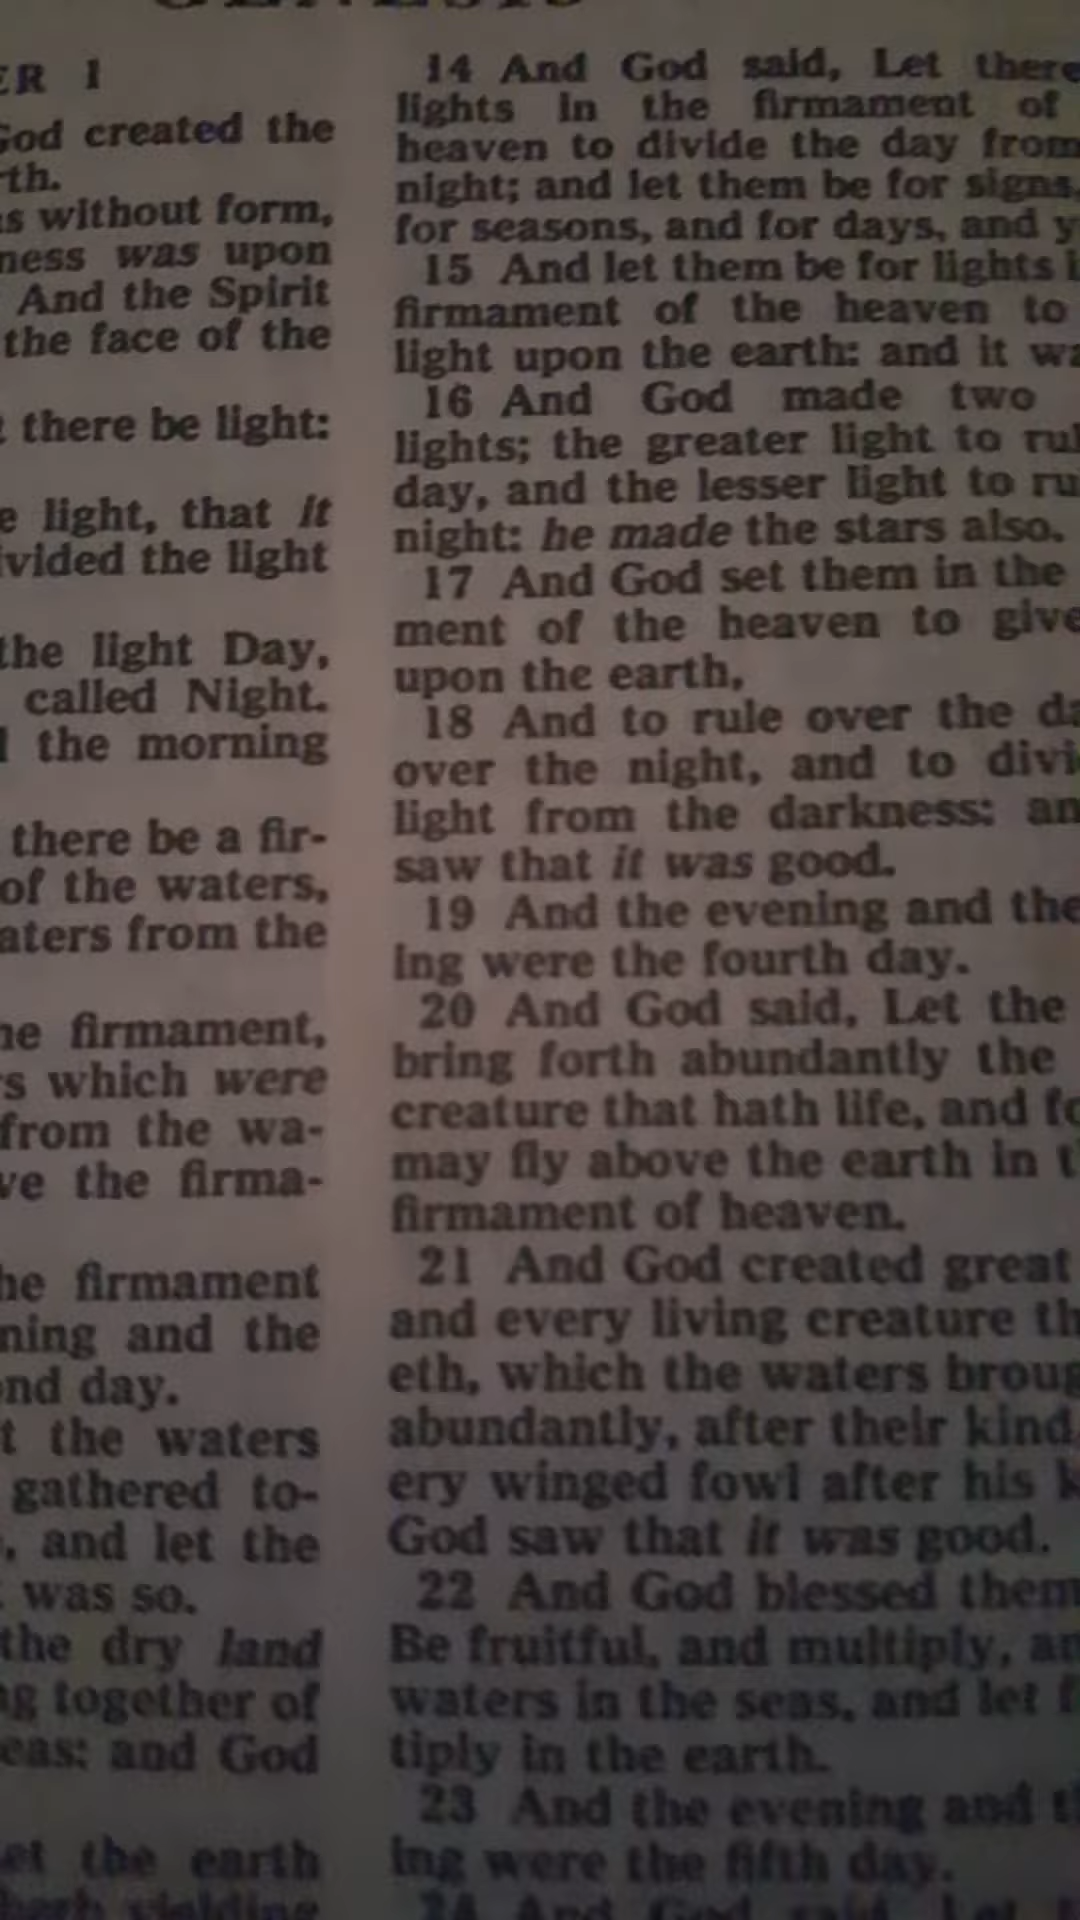 GENESIS
ER 1
God created the
rth.
s without form,
ness was upon
And the Spirit
the face of the
there be light:
e light, that it
ivided the light
the light Day,
called Night.
the morning
there be a fir-
of the waters,
aters from the
he firmament,
rs which were
from the wa-
ve the firma-
he firmament
ning and the
ond day.
t the waters
gathered to-
, and let the
was so.
the dry land
ng together of
eas: and God
et the earth
herb yielding
14 And God said, Let there
lights in the firmament of
heaven to divide the day from
night; and let them be for signs,
for seasons, and for days, and y
15 And let them be for lights i
firmament of the heaven to
light upon the earth: and it wa
16 And God made two
lights; the greater light to rul
day, and the lesser light to ru
night: he made the stars also.
17 And God set them in the
ment of the heaven to give
upon the earth,
18 And to rule over the da
over the night, and to divi
light from the darkness: an
saw that it was good.
19 And the evening and the
ing were the fourth day.
20 And God said, Let the
bring forth abundantly the
creature that hath life, and fo
may fly above the earth in t
firmament of heaven.
21 And God created great
and every living creature th
eth, which the waters broug
abundantly, after their kind,
ery winged fowl after his k
God saw that it was good.
22 And God blessed them
Be fruitful, and multiply, an
waters in the seas, and let f
tiply in the earth.
23 And the evening and t
ing were the fifth day.
24 And God said, Let t